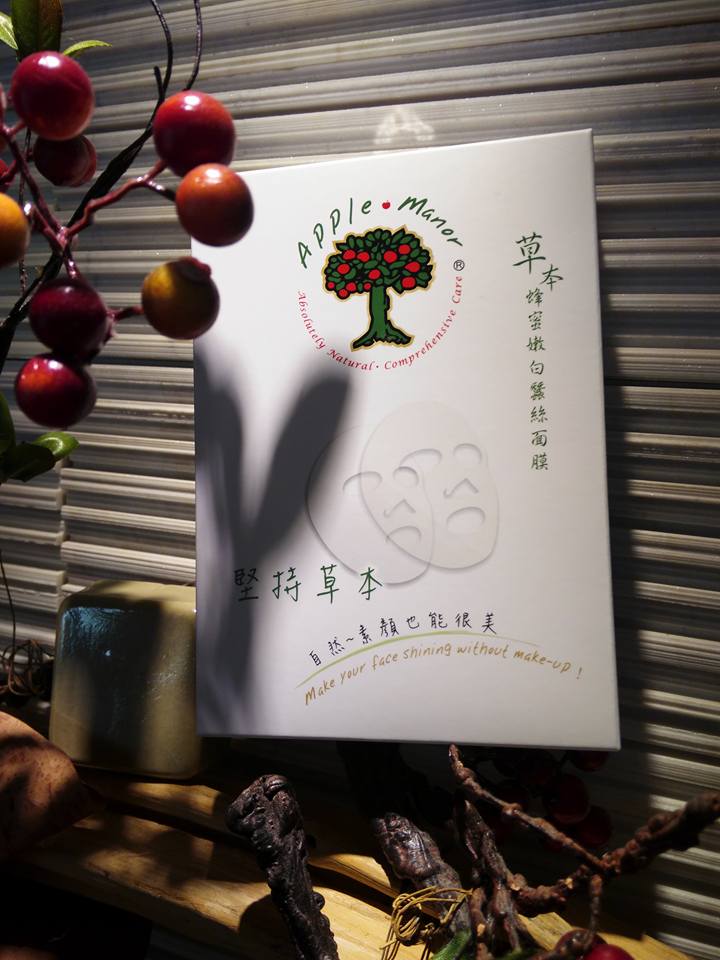 Apple Manor
®
Absolutely Natural · Comprehensive Care
草本
蜂蜜嫩白蠶絲面膜
堅持草本
自然~素顏也能很美
Make your face shining without make-up!